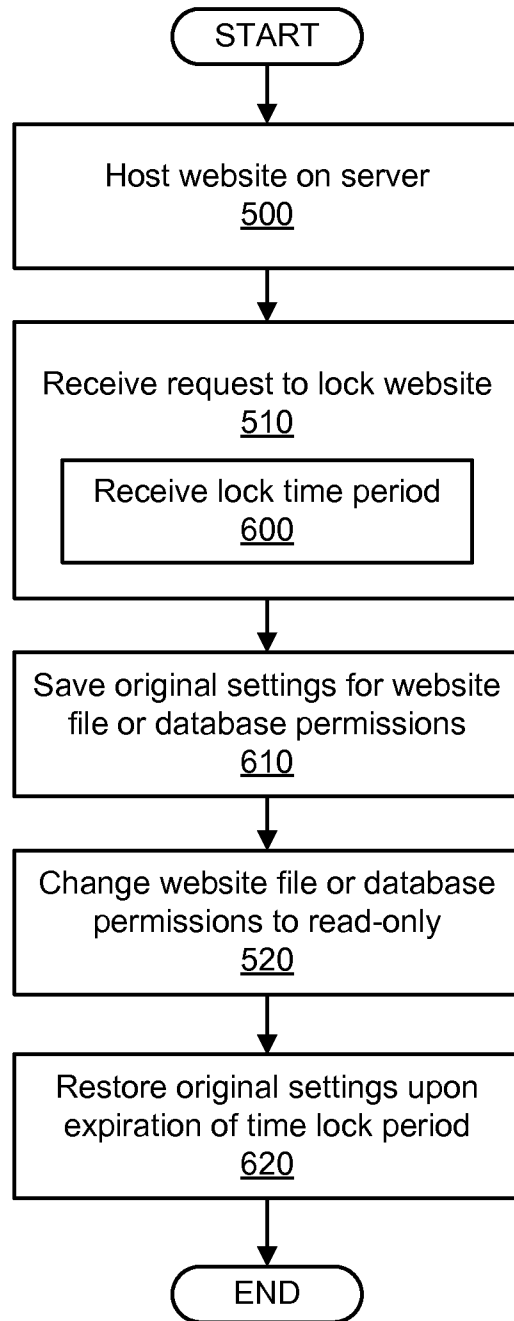 START
Host website on server
500
Receive request to lock website
510
Receive lock time period
600
Save original settings for website
file or database permissions
610
Change website file or database
permissions to read-only
520
Restore original settings upon
expiration of time lock period
620
END